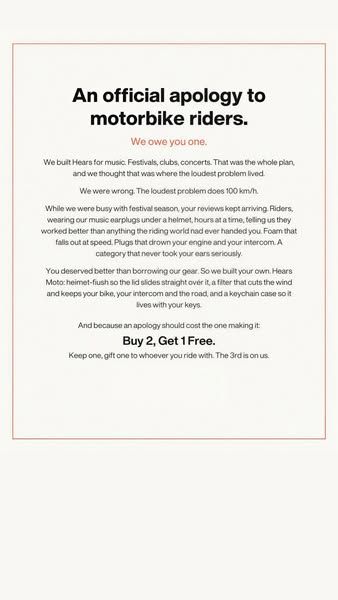 An official apology to
motorbike riders.
We owe you one.
We built Hears for music. Festivals, clubs, concerts. That was the whole plan,
and we thought that was where the loudest problem lived.
We were wrong. The loudest problem does 100 km/h.
While we were busy with festival season, your reviews kept arriving. Riders,
wearing our music earplugs under a helmet, hours at a time, telling us they
worked better than anything the riding world had ever handed you. Foam that
falls out at speed. Plugs that drown your engine and your intercom. A
category that never took your ears seriously.
You deserved better than borrowing our gear. So we built your own. Hears
Moto: helmet-flush so the lid slides straight over it, a filter that cuts the wind
and keeps your bike, your intercom and the road, and a keychain case so it
lives with your keys.
And because an apology should cost the one making it:
Buy 2, Get 1 Free.
Keep one, gift one to whoever you ride with. The 3rd is on us.